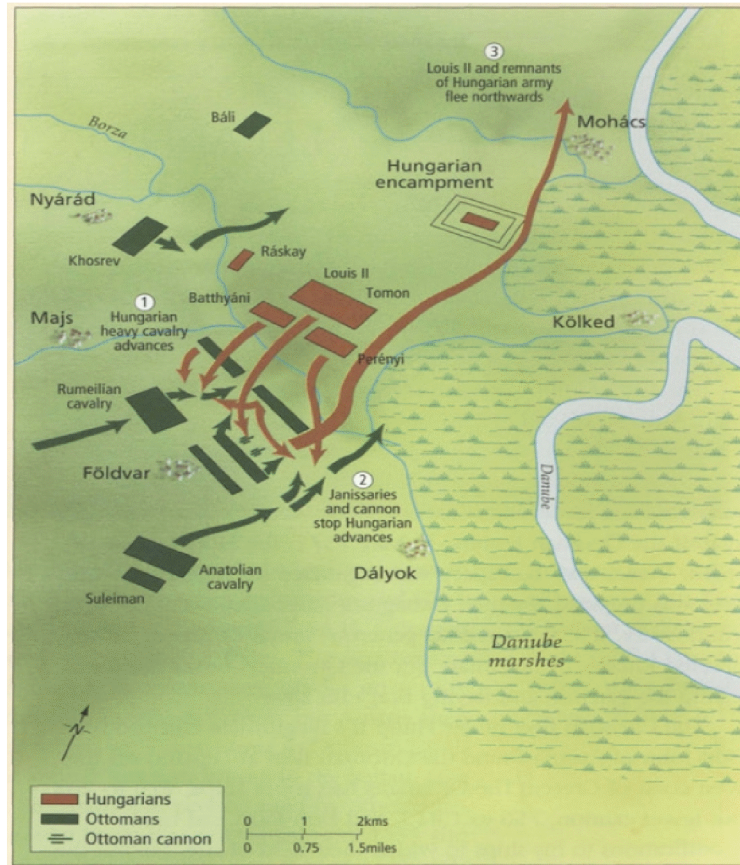 3
Louis II and remnants
of Hungarian army
flee northwards
Báli
Borza
Mohács
Hungarian
encampment
Nyárád
Khosrev
Ráskay
Louis II
Tomon
1
Hungarian
heavy cavalry
advances
Batthyáni
Majs
Kölked
Perényi
Rumeilian
cavalry
Földvar
Danube
2
Janissaries
and cannon
stop Hungarian
advances
Anatolian
cavalry
Dályok
Suleiman
Danube
marshes
N
Hungarians
Ottomans
Ottoman cannon
0 1 2kms
0 0.75 1.5miles